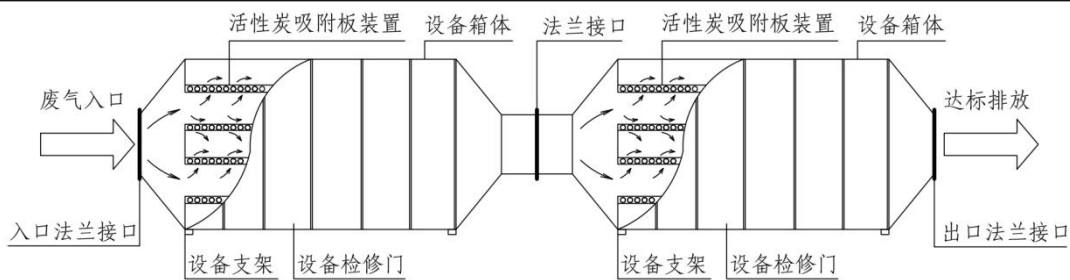 活性炭吸附板装置
设备箱体
法兰接口
活性炭吸附板装置
设备箱体
废气入口
达标排放
入口法兰接口
设备支架
设备检修门
设备支架
设备检修门
出口法兰接口